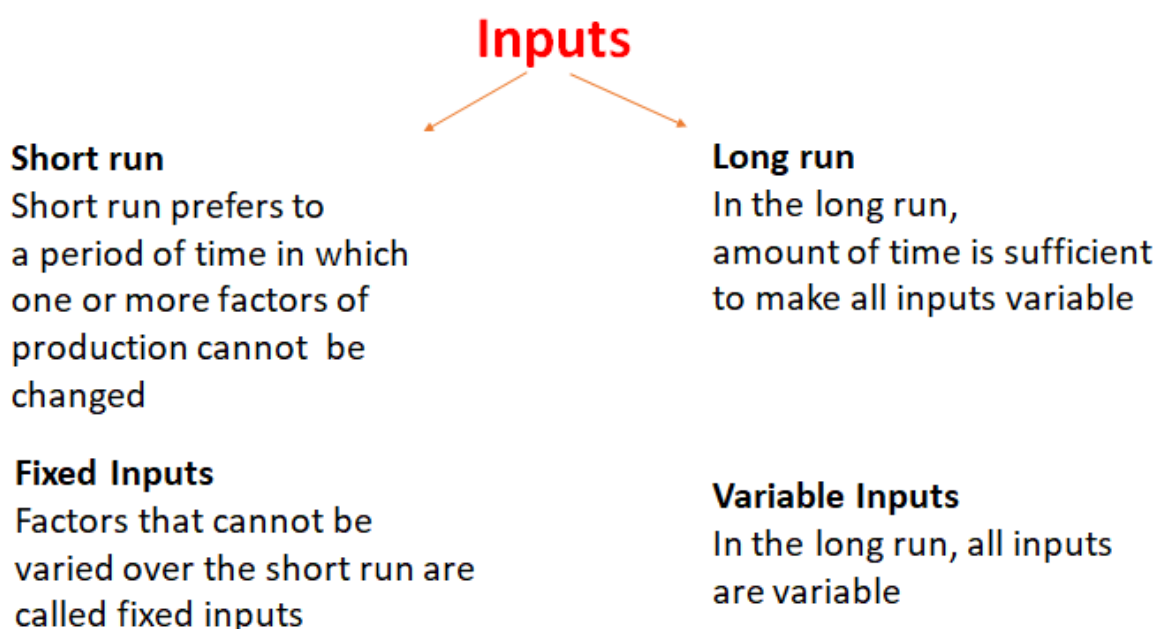 Inputs
Short run
Short run prefers to
a period of time in which
one or more factors of
production cannot be
changed
Fixed Inputs
Factors that cannot be
varied over the short run are
called fixed inputs
Long run
In the long run,
amount of time is sufficient
to make all inputs variable
Variable Inputs
In the long run, all inputs
are variable